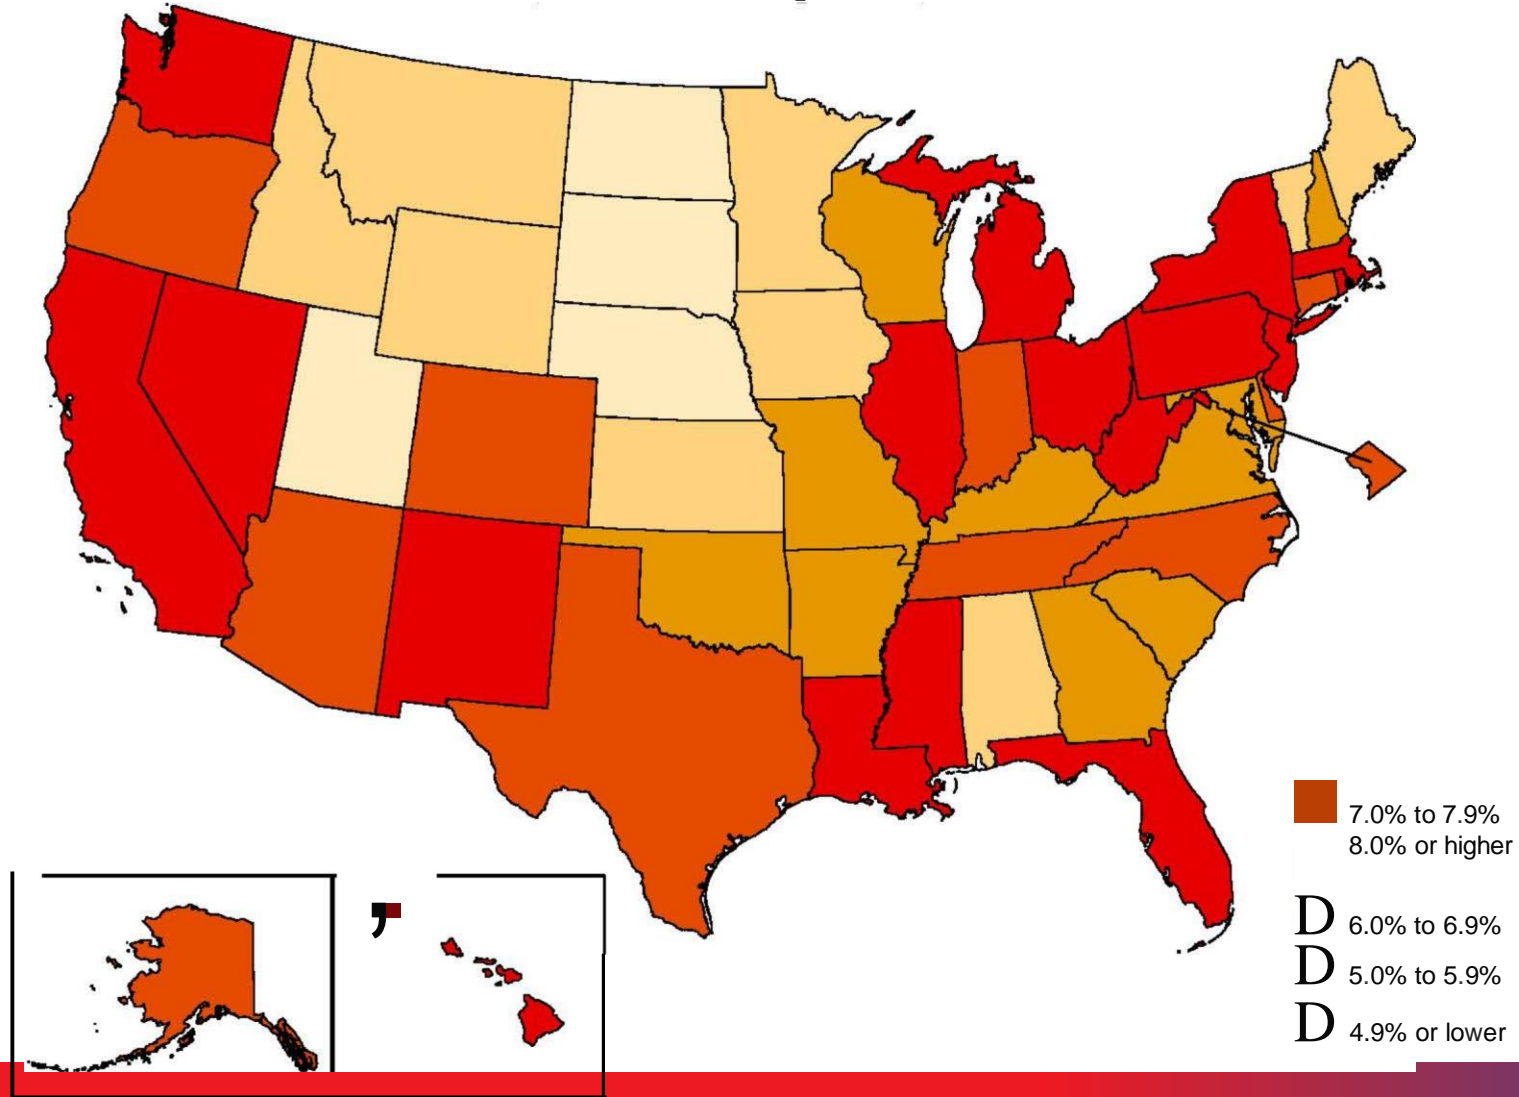 7.0% to 7.9%
8.0% or higher
D 6.0% to 6.9%
D 5.0% to 5.9%
D 4.9% or lower